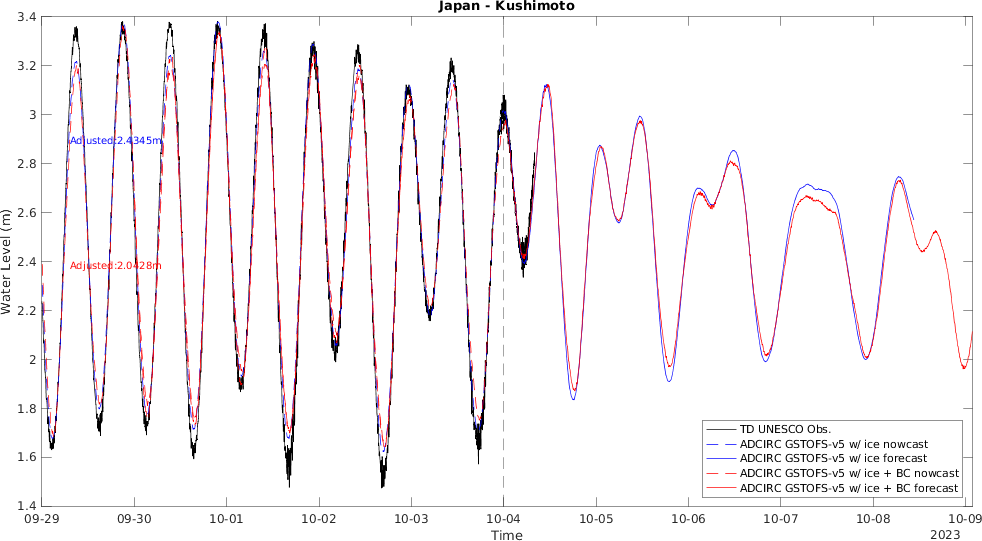 Japan - Kushimoto
3.4
3.2
3
2.8
2.6
2.4
2.2
2
1.8
1.6
1.4
Water Level (m)
Adjusted:2.4345m
Adjusted:2.0428m
TD UNESCO Obs.
ADCIRC GSTOFS-v5 w/ ice nowcast
ADCIRC GSTOFS-v5 w/ ice forecast
ADCIRC GSTOFS-v5 w/ ice + BC nowcast
ADCIRC GSTOFS-v5 w/ ice + BC forecast
09-29 09-30 10-01 10-02 10-03 10-04 10-05 10-06 10-07 10-08 10-09
Time
2023